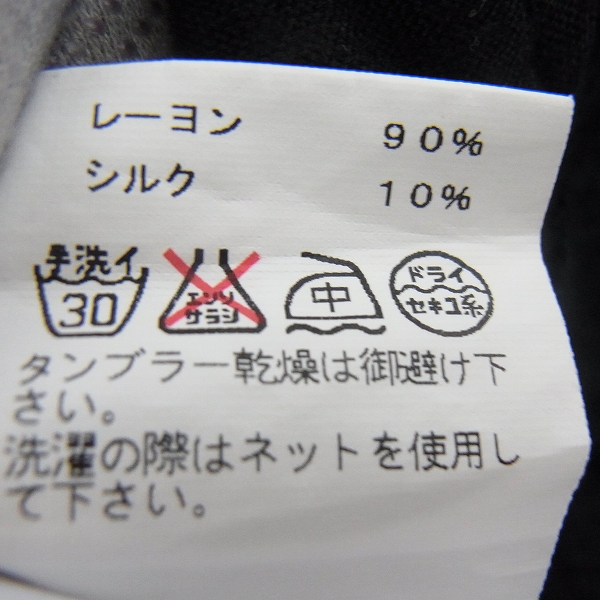 レーヨン 90%
シルク 10%
手洗イ 30
エンソ サラシ
中
ドライ セキユ系
タンブラー乾燥は御避け下
さい。
洗濯の際はネットを使用し
て下さい。